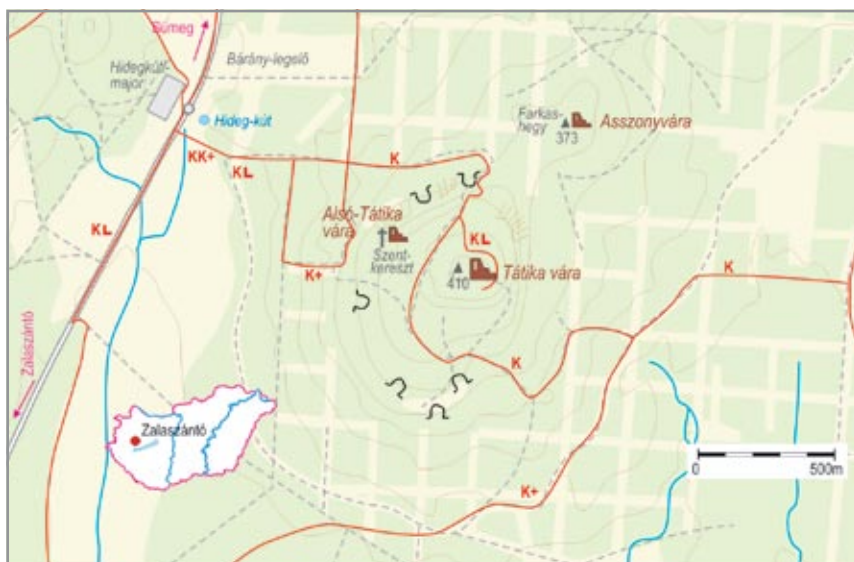 Sümeg
Hidegkúti-
major
Bárány-legelő
Hideg-kút
KK+
KL
K
Farkas-
hegy
373
Asszonyvára
KL
Alsó-Tátika
vára
Szent-
kereszt
K+
KL
410
Tátika vára
K
K
Zalaszántó
Zalaszántó
K+
0
500m